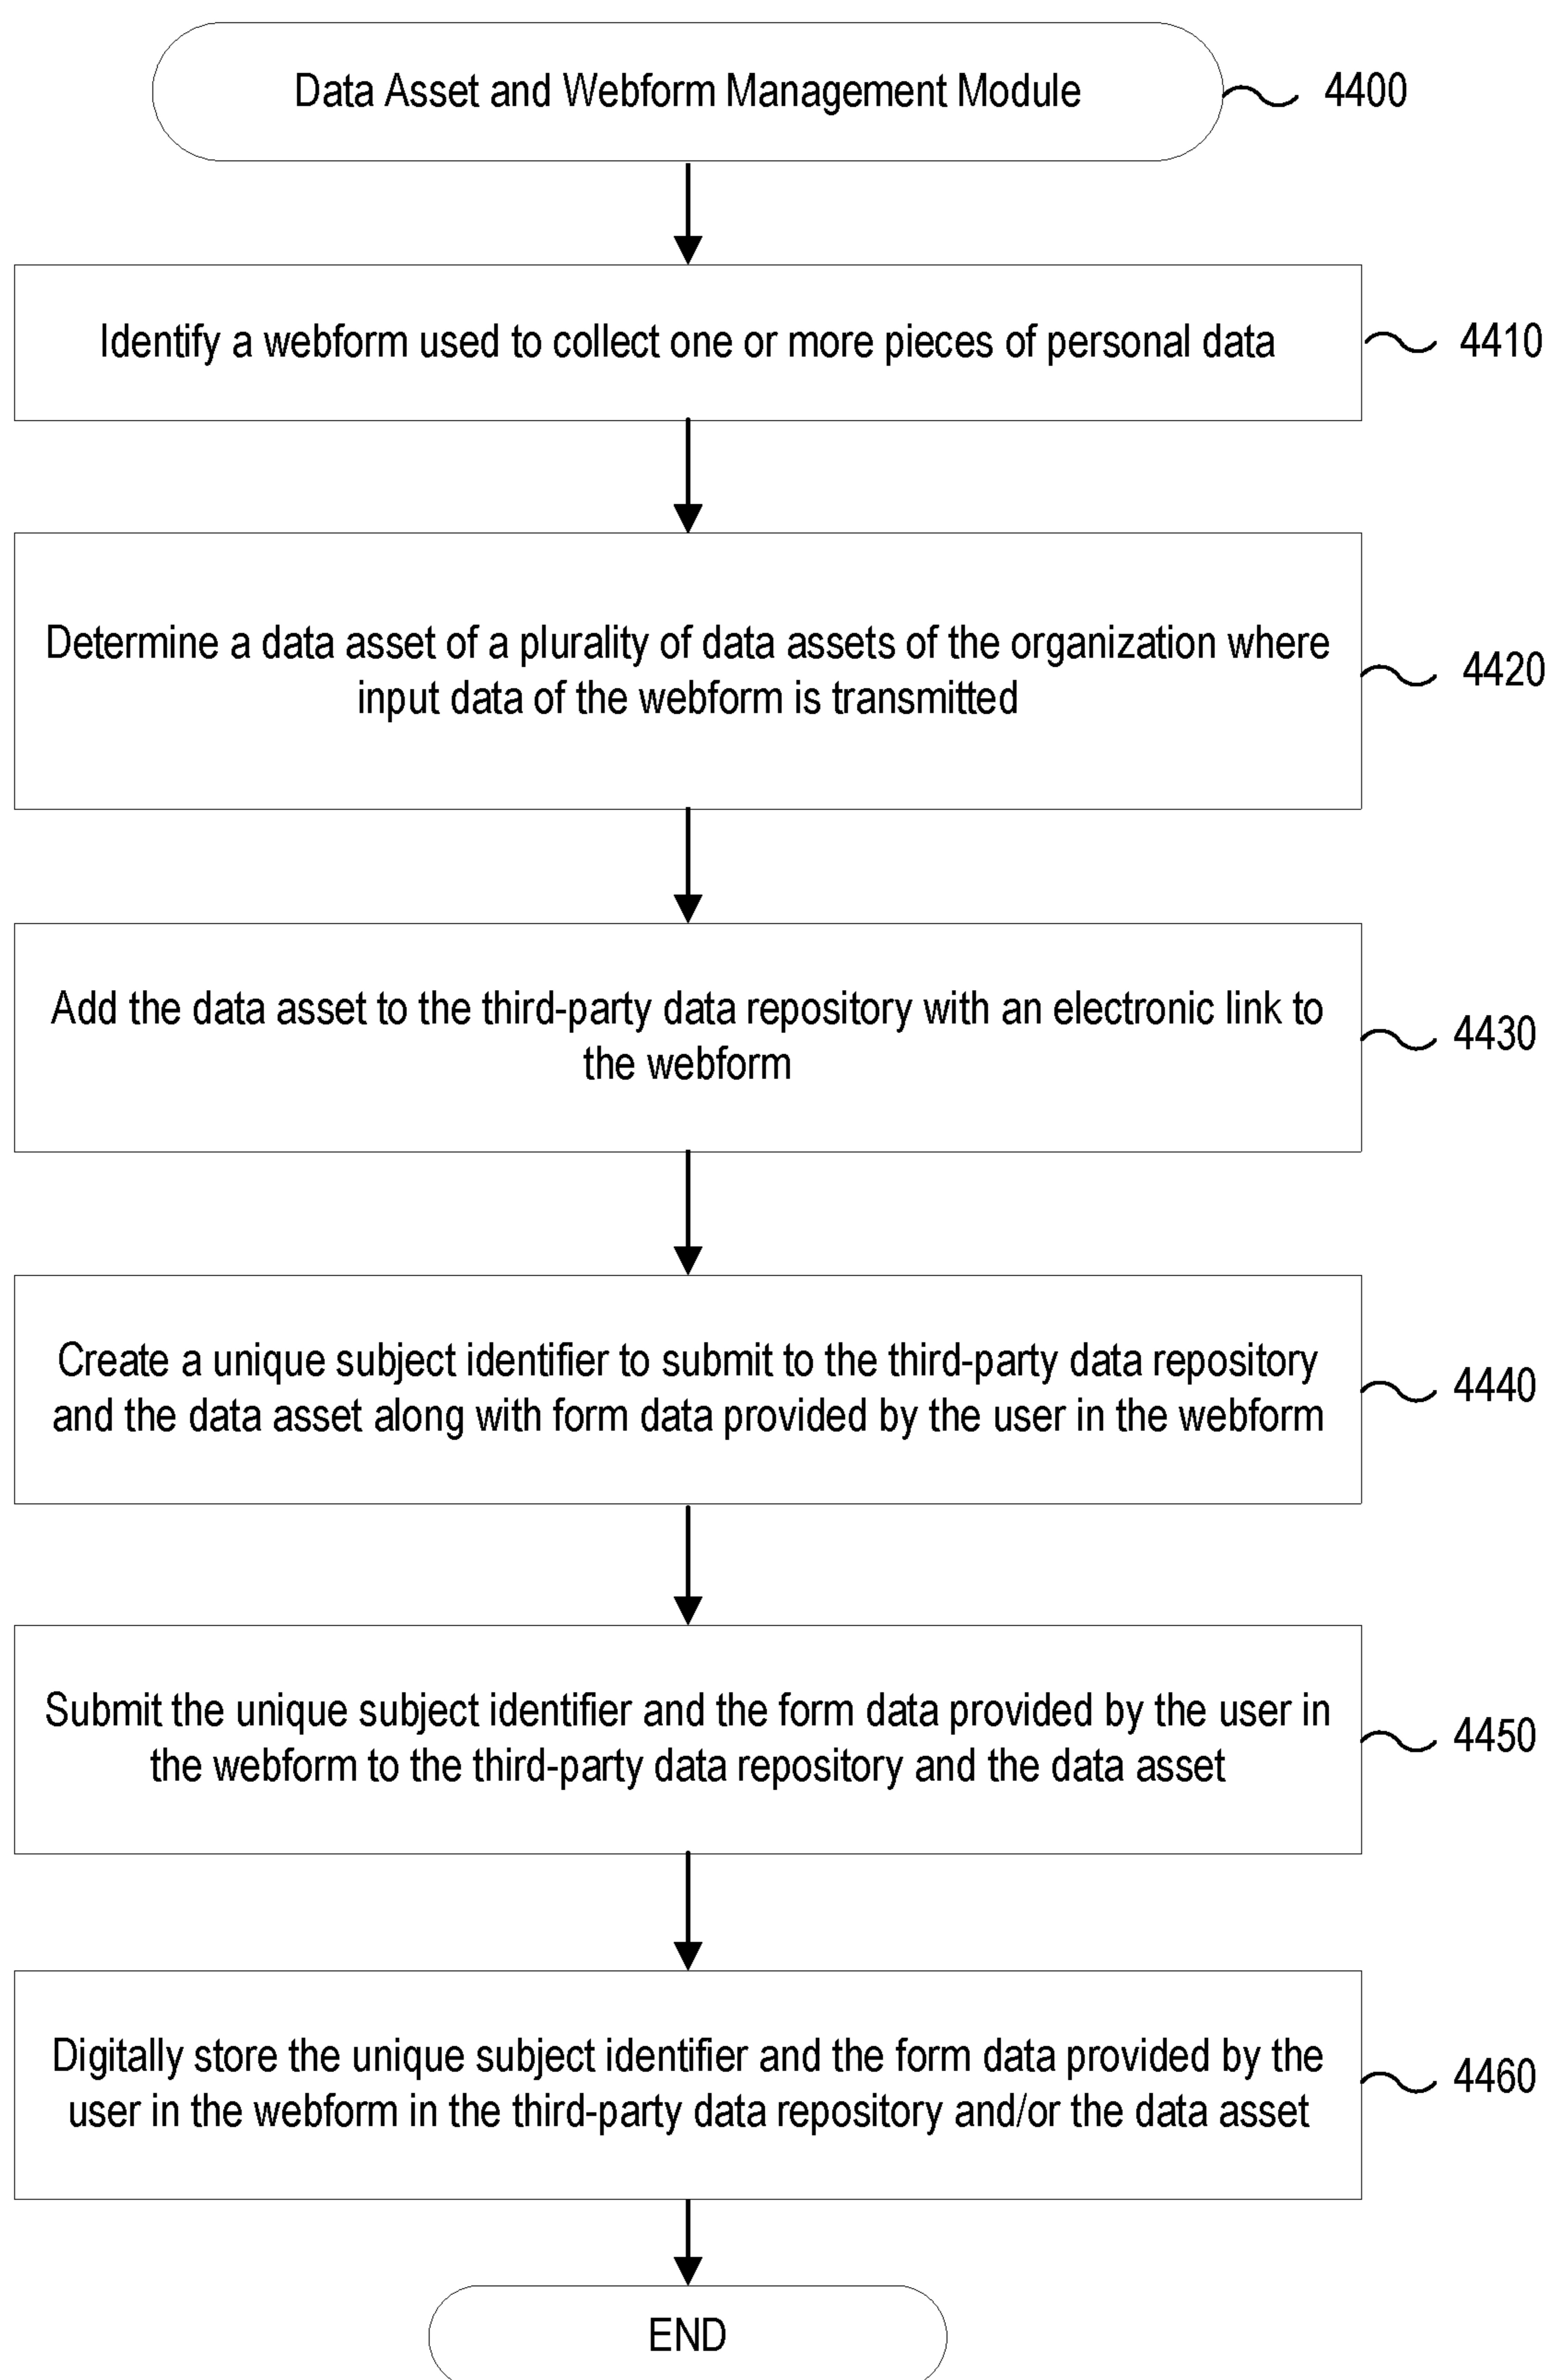 Data Asset and Webform Management Module
4400
Identify a webform used to collect one or more pieces of personal data
4410
Determine a data asset of a plurality of data assets of the organization where
input data of the webform is transmitted
4420
Add the data asset to the third-party data repository with an electronic link to
the webform
4430
Create a unique subject identifier to submit to the third-party data repository
and the data asset along with form data provided by the user in the webform
4440
Submit the unique subject identifier and the form data provided by the user in
the webform to the third-party data repository and the data asset
4450
Digitally store the unique subject identifier and the form data provided by the
user in the webform in the third-party data repository and/or the data asset
4460
END